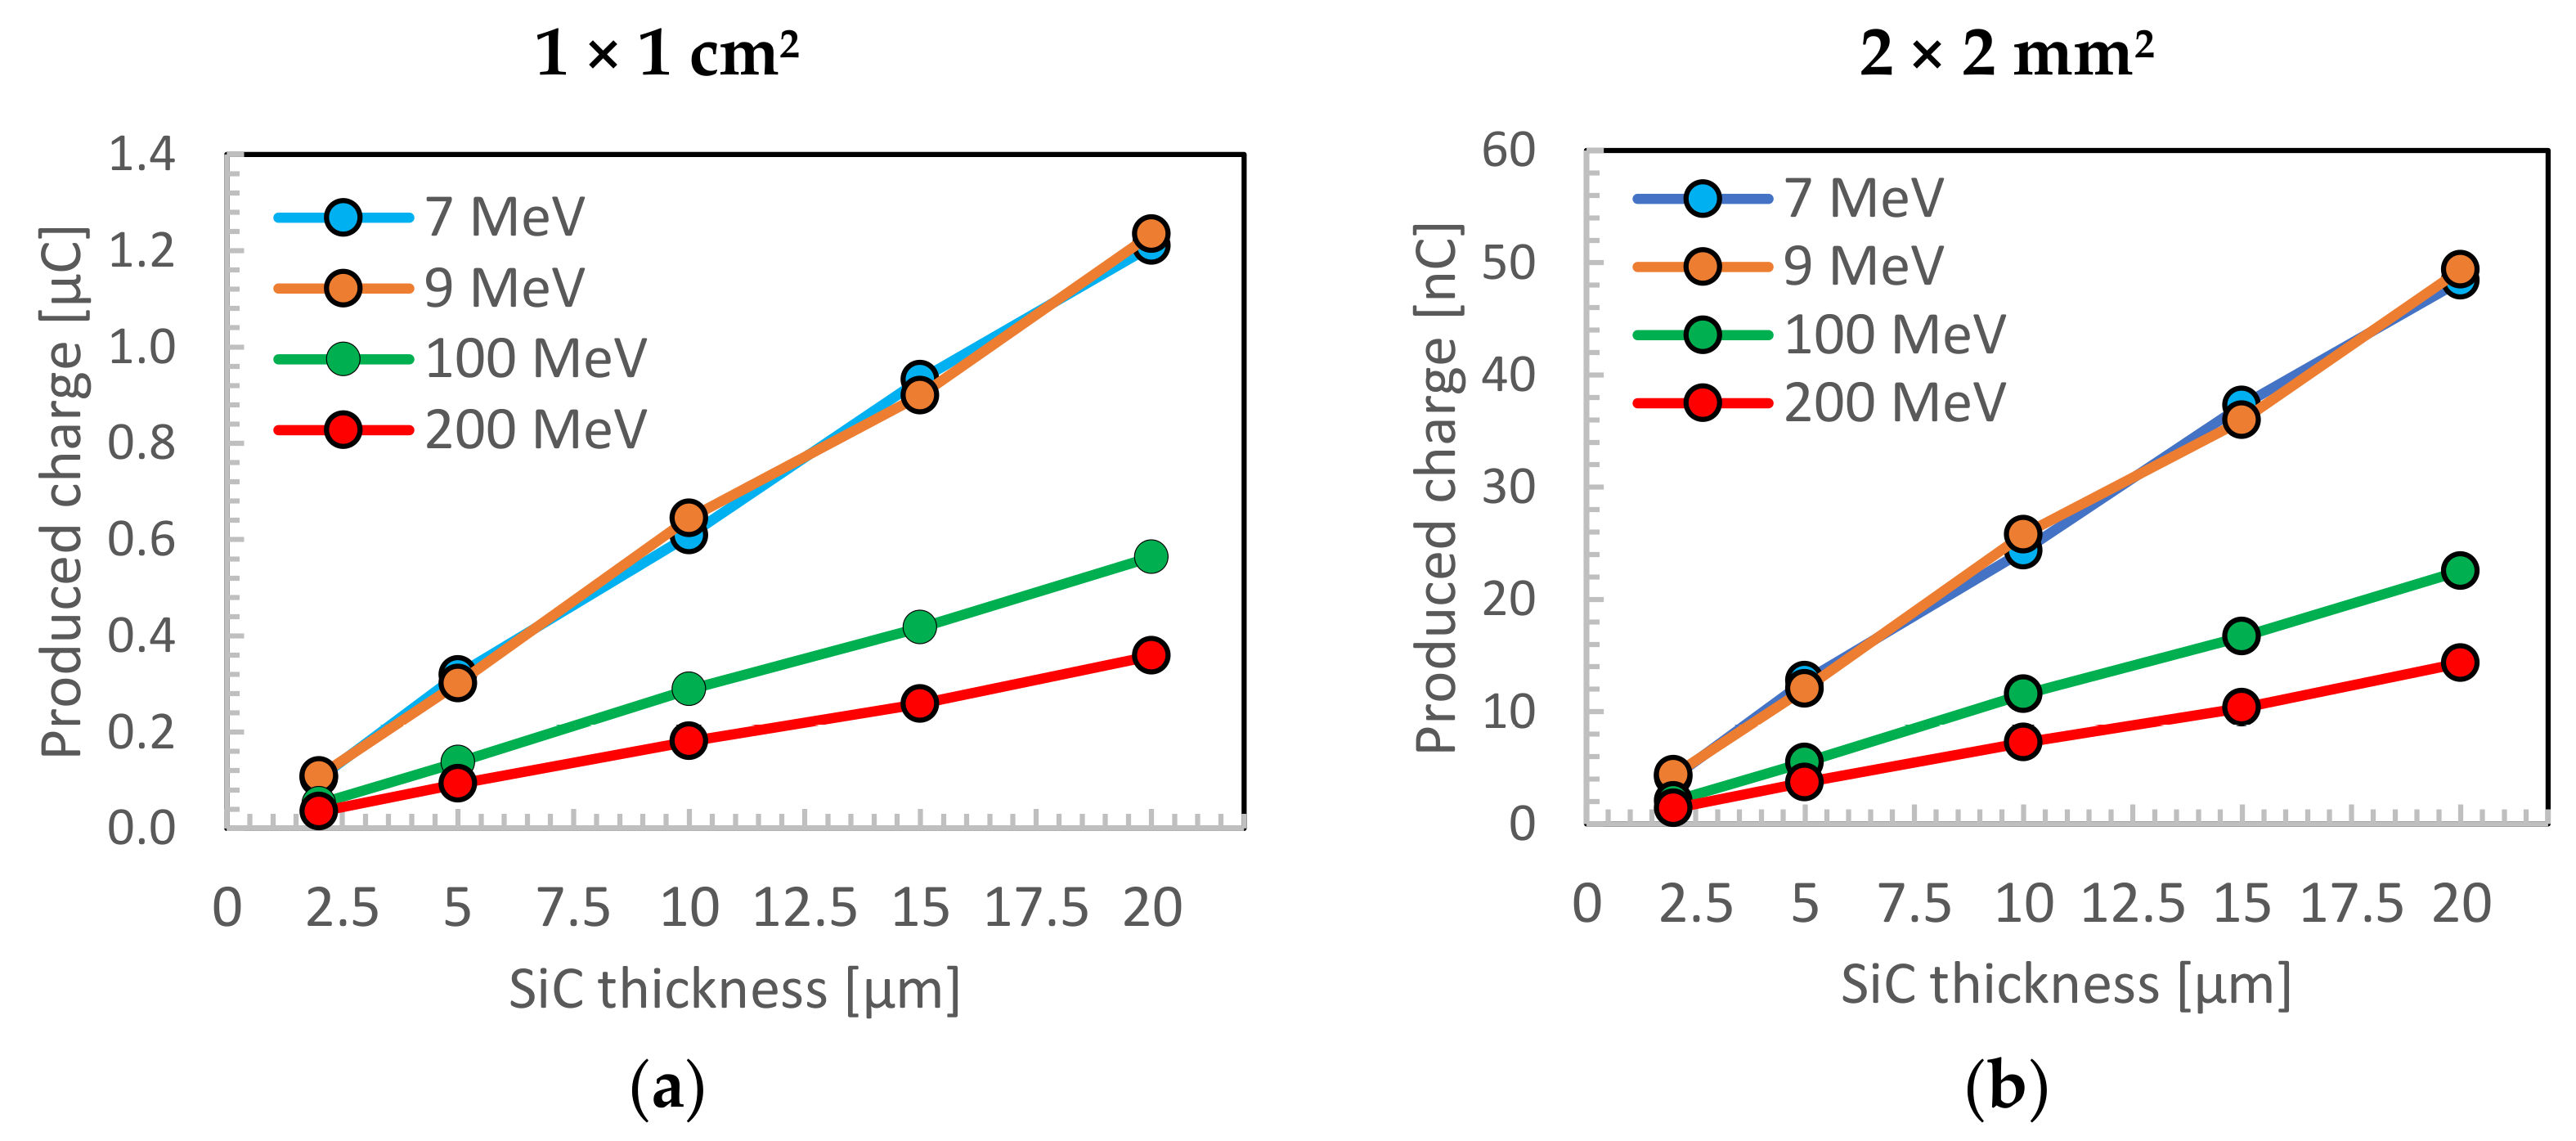 1 × 1 cm²
1.4
1.2
1.0
0.8
0.6
0.4
0.2
0.0
Produced charge [µC]
7 MeV
9 MeV
100 MeV
200 MeV
0 2.5 5 7.5 10 12.5 15 17.5 20
SiC thickness [µm]
(a)
2 × 2 mm²
60
50
40
30
20
10
0
Produced charge [nC]
7 MeV
9 MeV
100 MeV
200 MeV
0 2.5 5 7.5 10 12.5 15 17.5 20
SiC thickness [µm]
(b)